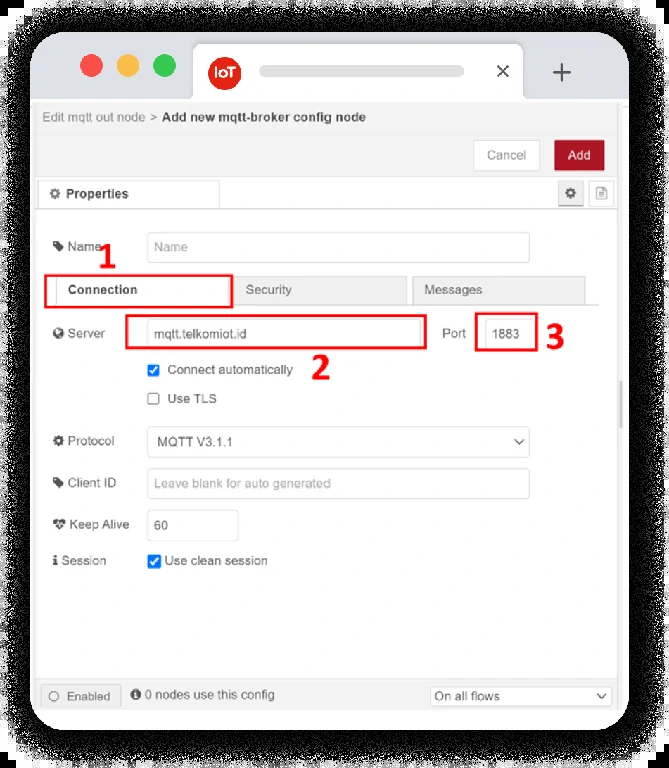 IoT
Edit mqtt out node > Add new mqtt-broker config node
Cancel Add
Properties
Name Name
1
Connection Security Messages
Server mqtt.telkomiot.id Port 1883 3
Connect automatically 2
Use TLS
Protocol MQTT V3.1.1
Client ID Leave blank for auto generated
Keep Alive 60
Session Use clean session
Enabled 0 nodes use this config On all flows